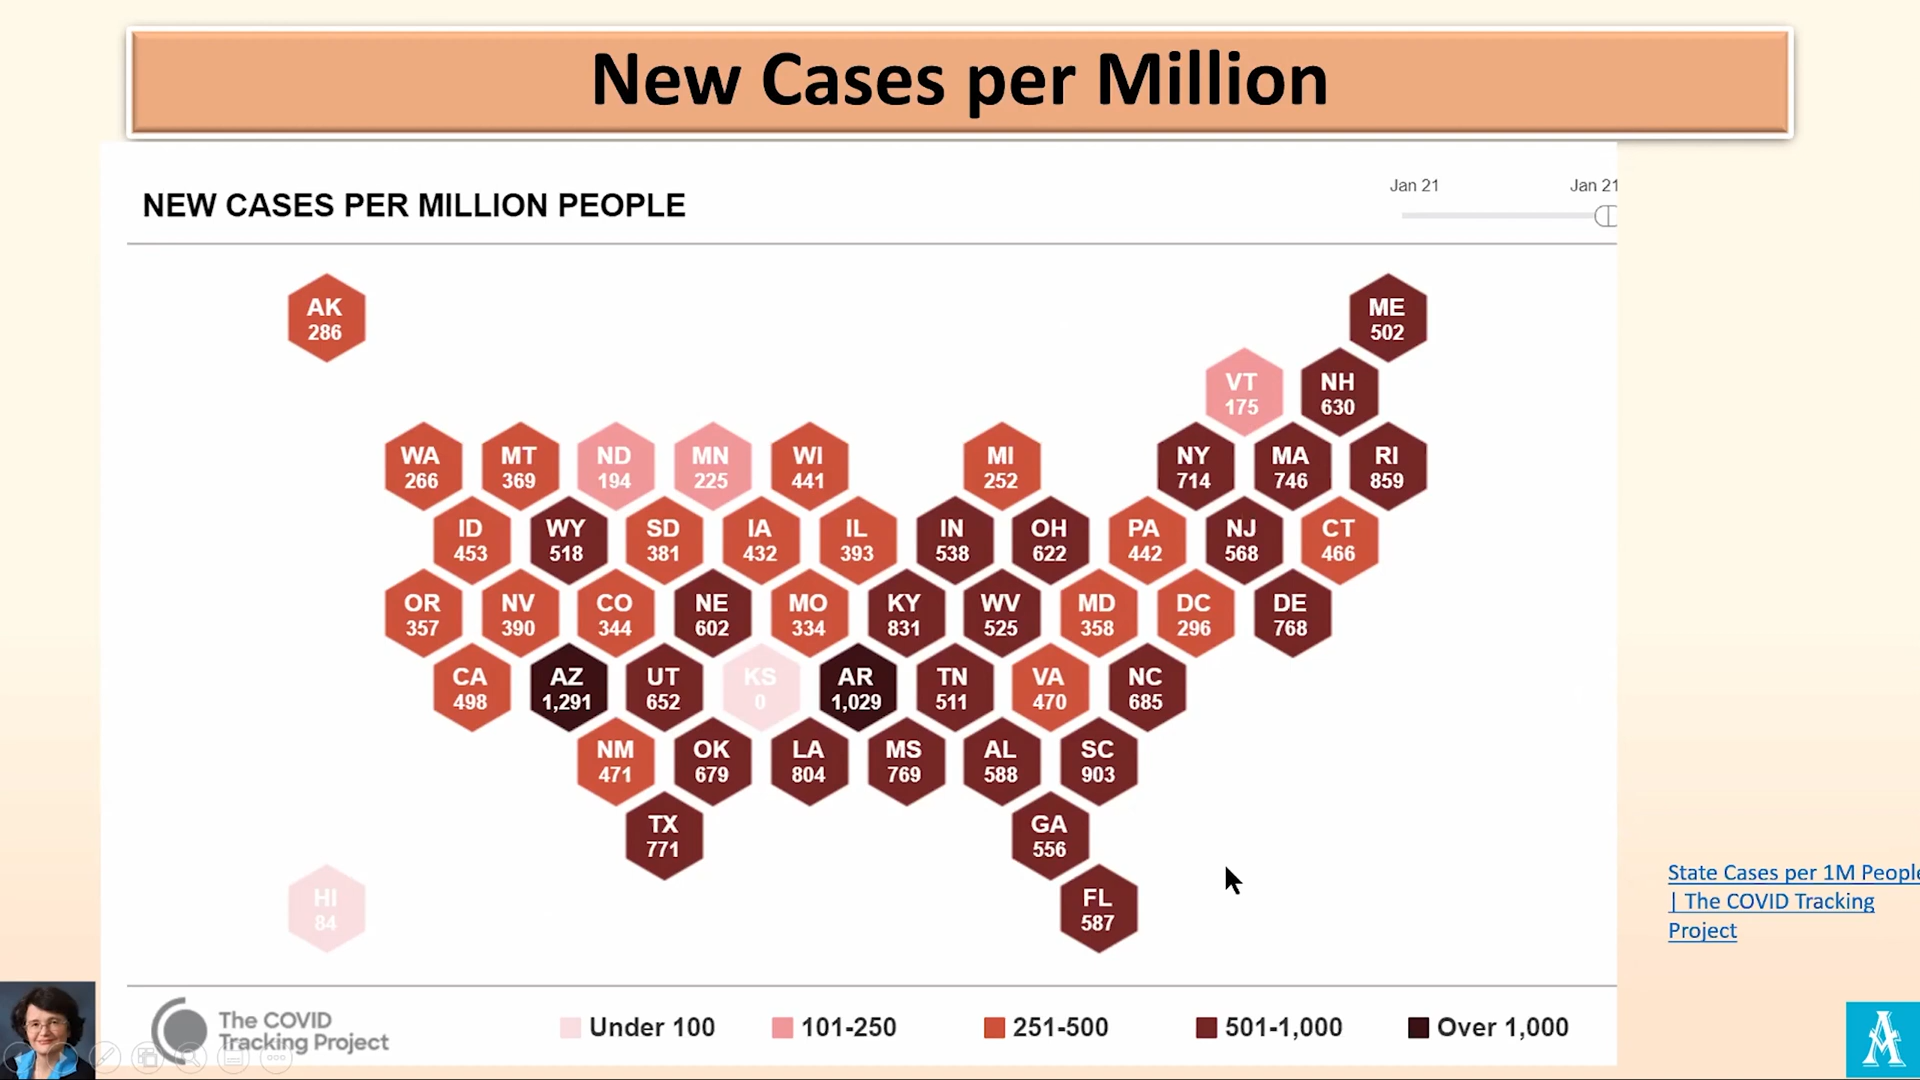 New Cases per Million
NEW CASES PER MILLION PEOPLE
Jan 21
Jan 21
AK
286
ME
502
VT
175
NH
630
WA
266
MT
369
ND
194
MN
225
WI
441
MI
252
NY
714
MA
746
RI
859
ID
453
WY
518
SD
381
IA
432
IL
393
IN
538
OH
622
PA
442
NJ
568
CT
466
OR
357
NV
390
CO
344
NE
602
MO
334
KY
831
WV
525
MD
358
DC
296
DE
768
CA
498
AZ
1,291
UT
652
KS
0
AR
1,029
TN
511
VA
470
NC
685
NM
471
OK
679
LA
804
MS
769
AL
588
SC
903
TX
771
GA
556
HI
84
FL
587
State Cases per 1M People
| The COVID Tracking
Project
The COVID
Tracking Project
Under 100
101-250
251-500
501-1,000
Over 1,000